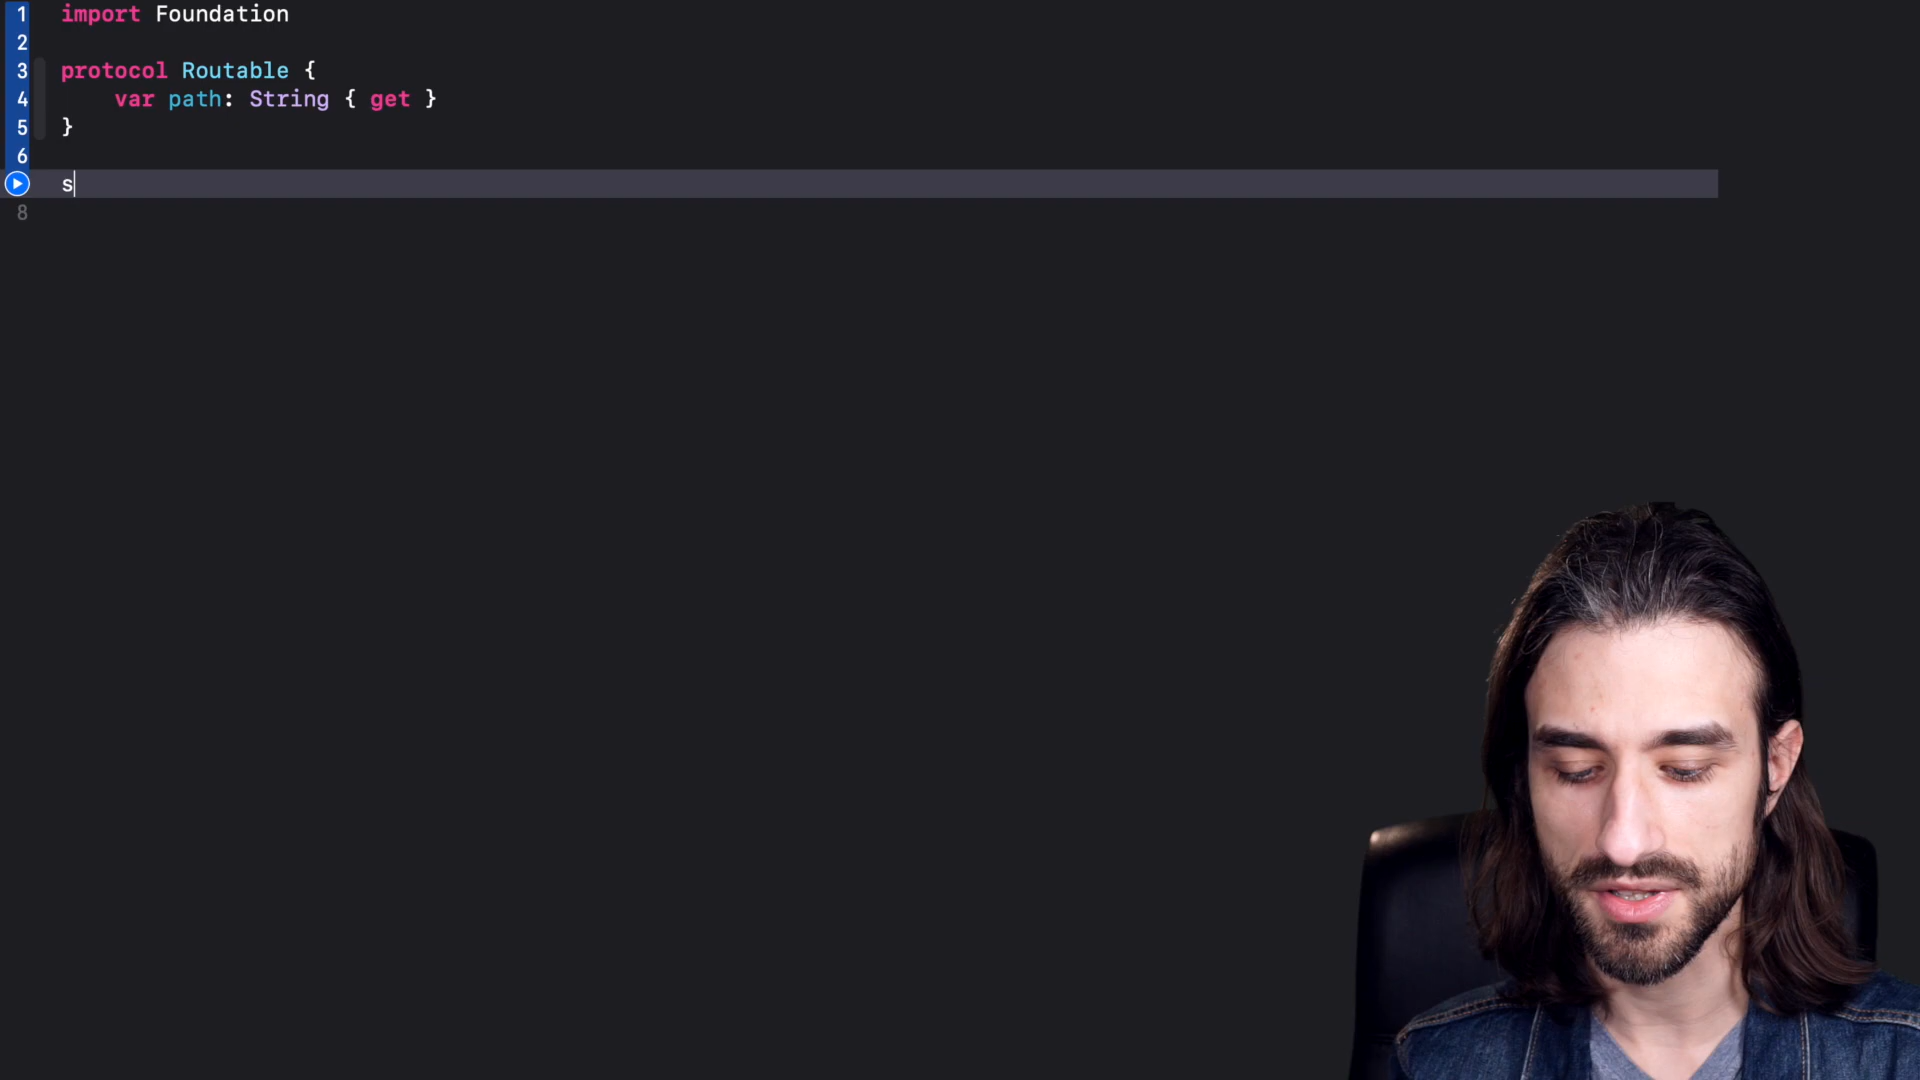 1 import Foundation
2
3 protocol Routable {
4 var path: String { get }
5 }
6
s
8